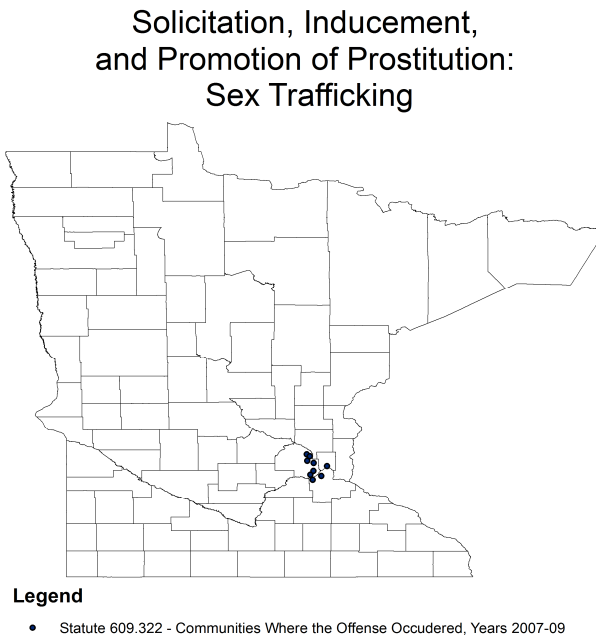 Solicitation, Inducement,
and Promotion of Prostitution:
Sex Trafficking
Legend
Statute 609.322 - Communities Where the Offense Occudered, Years 2007-09